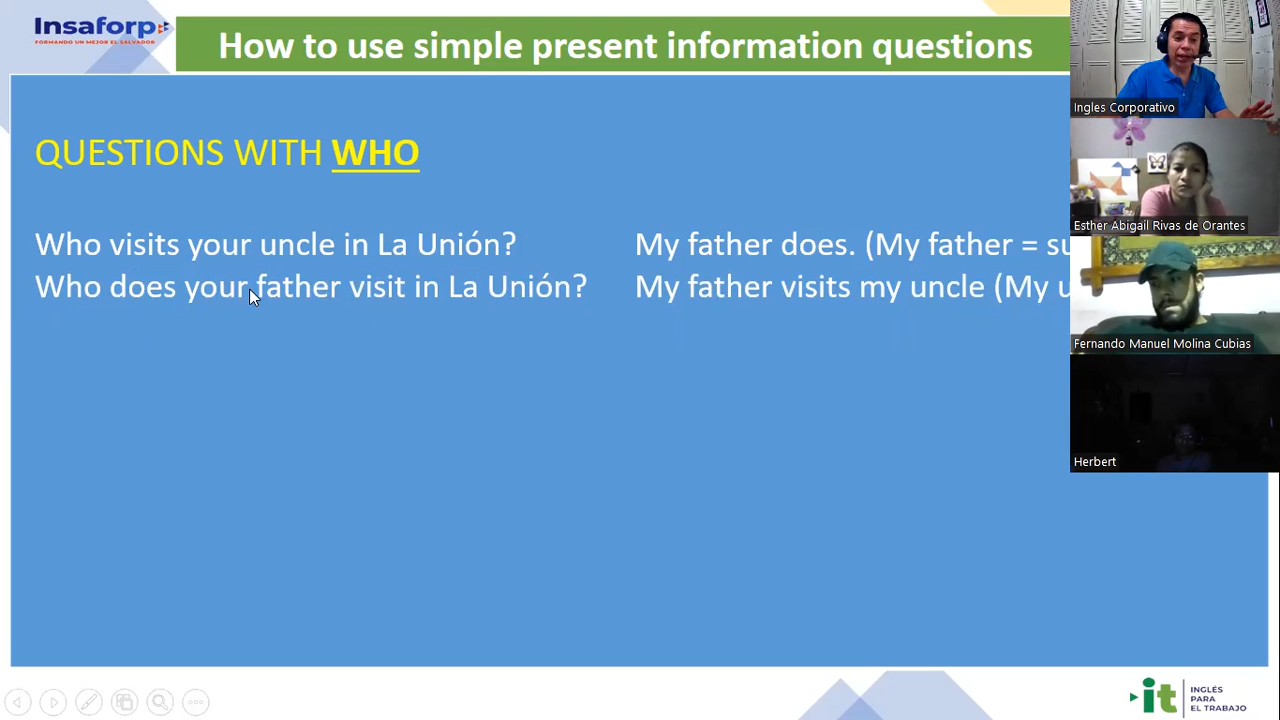 Insaforp
FORMANDO UN MEJOR EL SALVADOR
How to use simple present information questions
Ingles Corporativo
QUESTIONS WITH WHO
Esther Abigail Rivas de Orantes
Who visits your uncle in La Unión? My father does. (My father =
Who does your father visit in La Unión? My father visits my uncle (My
Fernando Manuel Molina Cubias
Herbert
it INGLÉS
PARA
EL TRABAJO